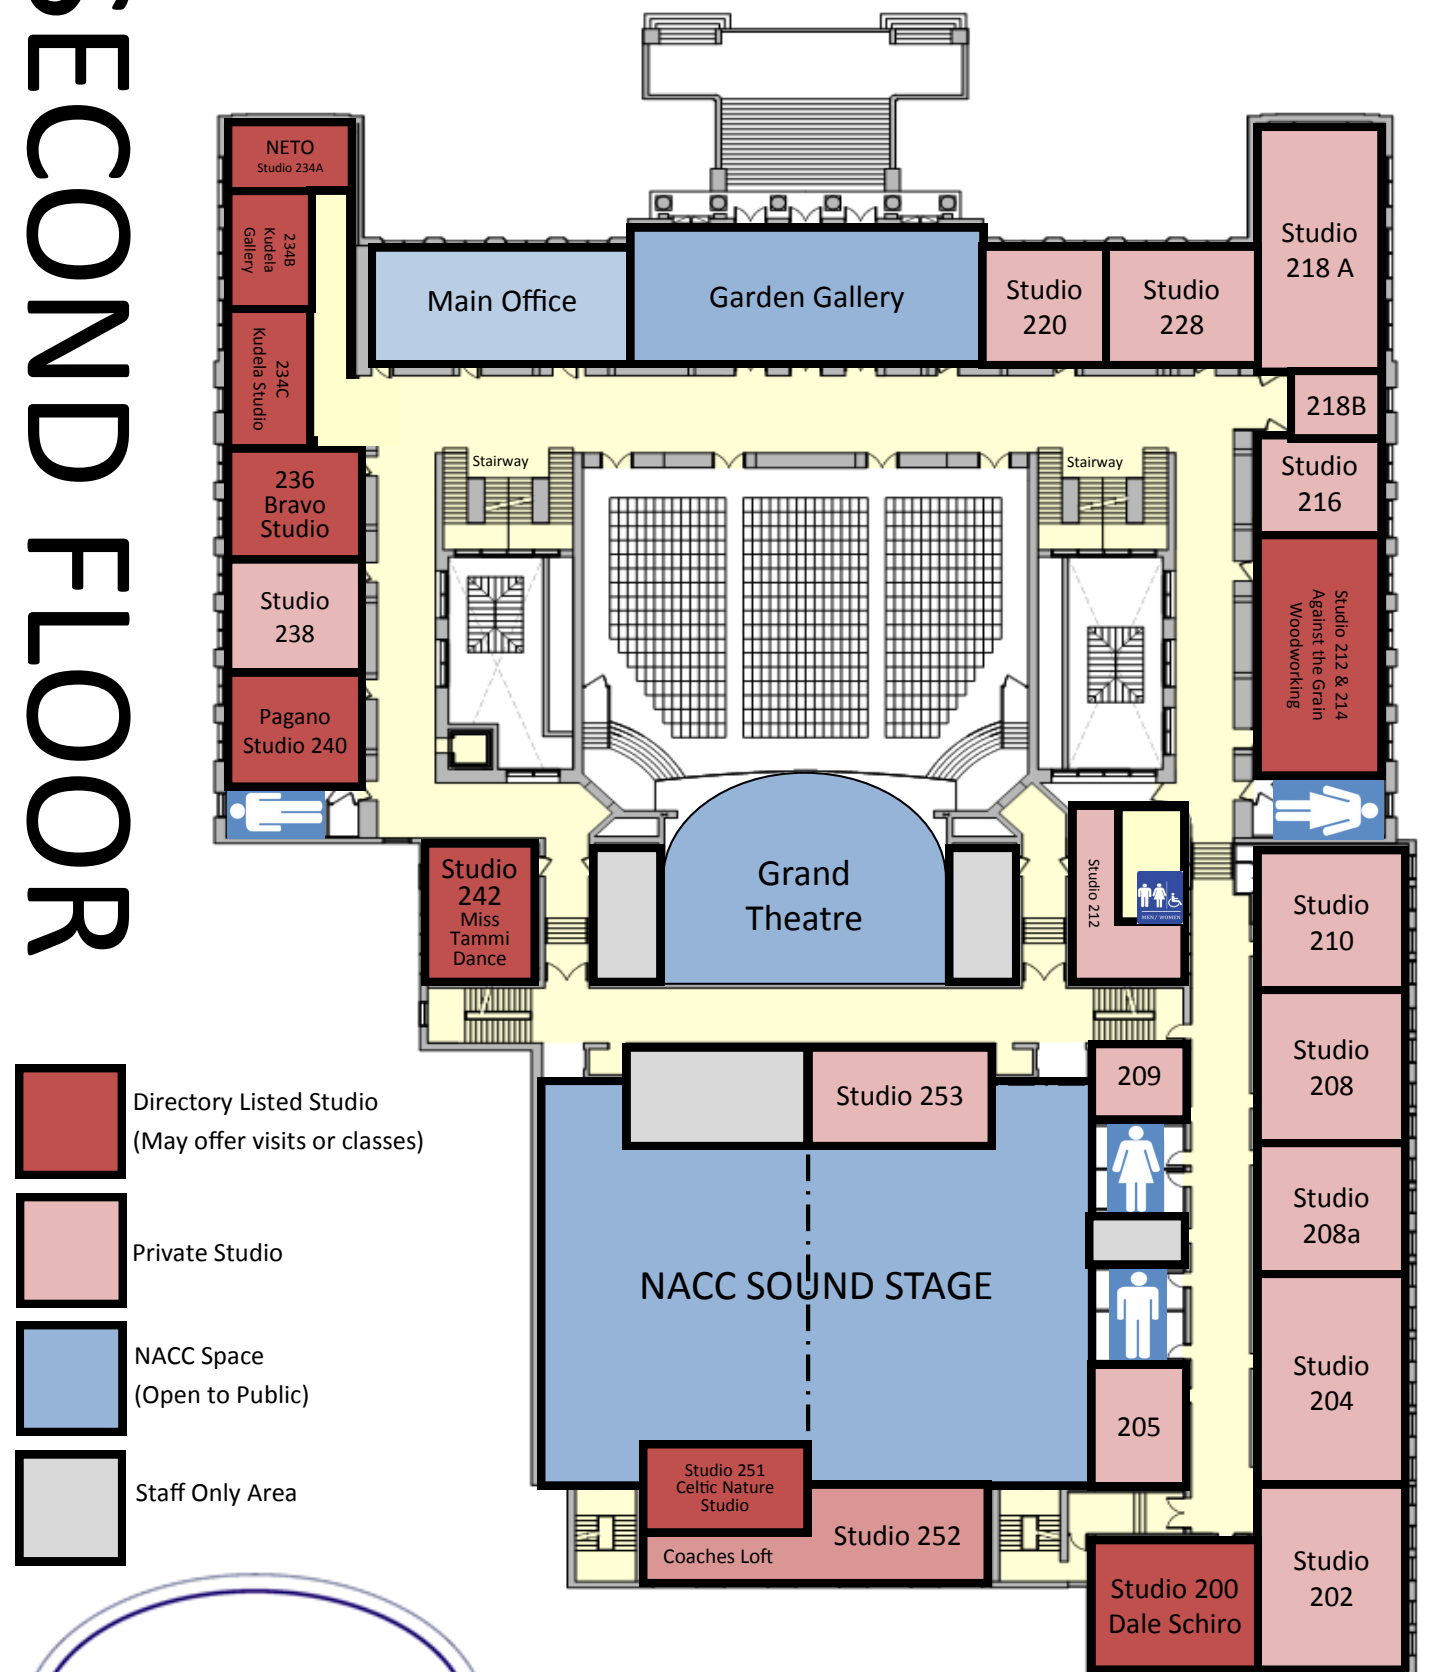 SECOND FLOOR
NETO
Studio 234A
234B
Kudela
Gallery
234C
Kudela Studio
236
Bravo
Studio
Studio
238
Pagano
Studio 240
Main Office
Garden Gallery
Studio
220
Studio
228
Studio
218 A
218B
Studio
216
Studio 212 & 214
Against the Grain
Woodworking
Stairway
Stairway
Studio
242
Miss
Tammi
Dance
Grand
Theatre
Studio 212
MEN/ WOMEN
Studio
210
Studio
208
Studio
208a
Studio
204
Studio
202
209
205
Studio 253
NACC SOUND STAGE
Studio 251
Celtic Nature
Studio
Studio 252
Coaches Loft
Studio 200
Dale Schiro
Directory Listed Studio
(May offer visits or classes)
Private Studio
NACC Space
(Open to Public)
Staff Only Area